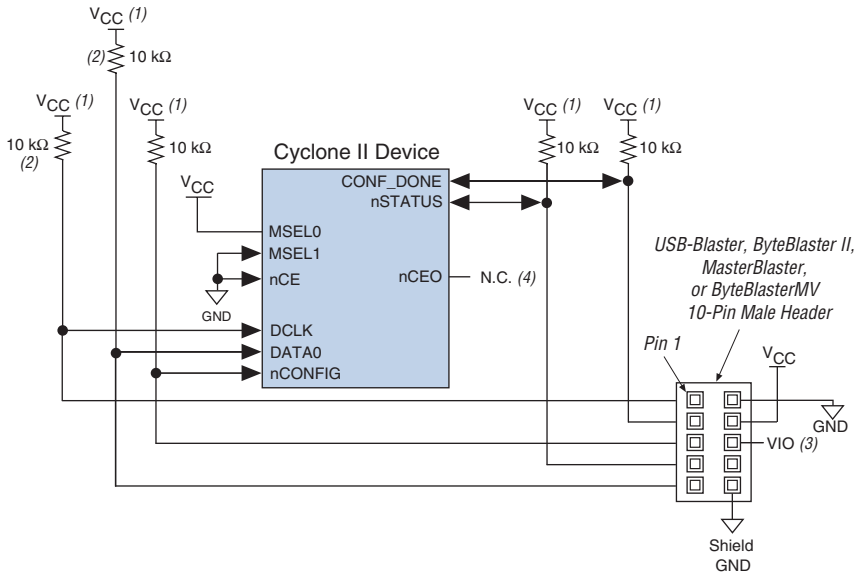 VCC (1)
(2) 10 kΩ
VCC (1)
10 kΩ
(2)
VCC (1)
10 kΩ
VCC (1)
10 kΩ
VCC (1)
10 kΩ
Cyclone II Device
VCC
CONF_DONE
nSTATUS
MSEL0
MSEL1
nCE
nCEO
N.C. (4)
GND
DCLK
DATA0
nCONFIG
USB-Blaster, ByteBlaster II,
MasterBlaster,
or ByteBlasterMV
10-Pin Male Header
Pin 1
VCC
GND
VIO (3)
Shield
GND